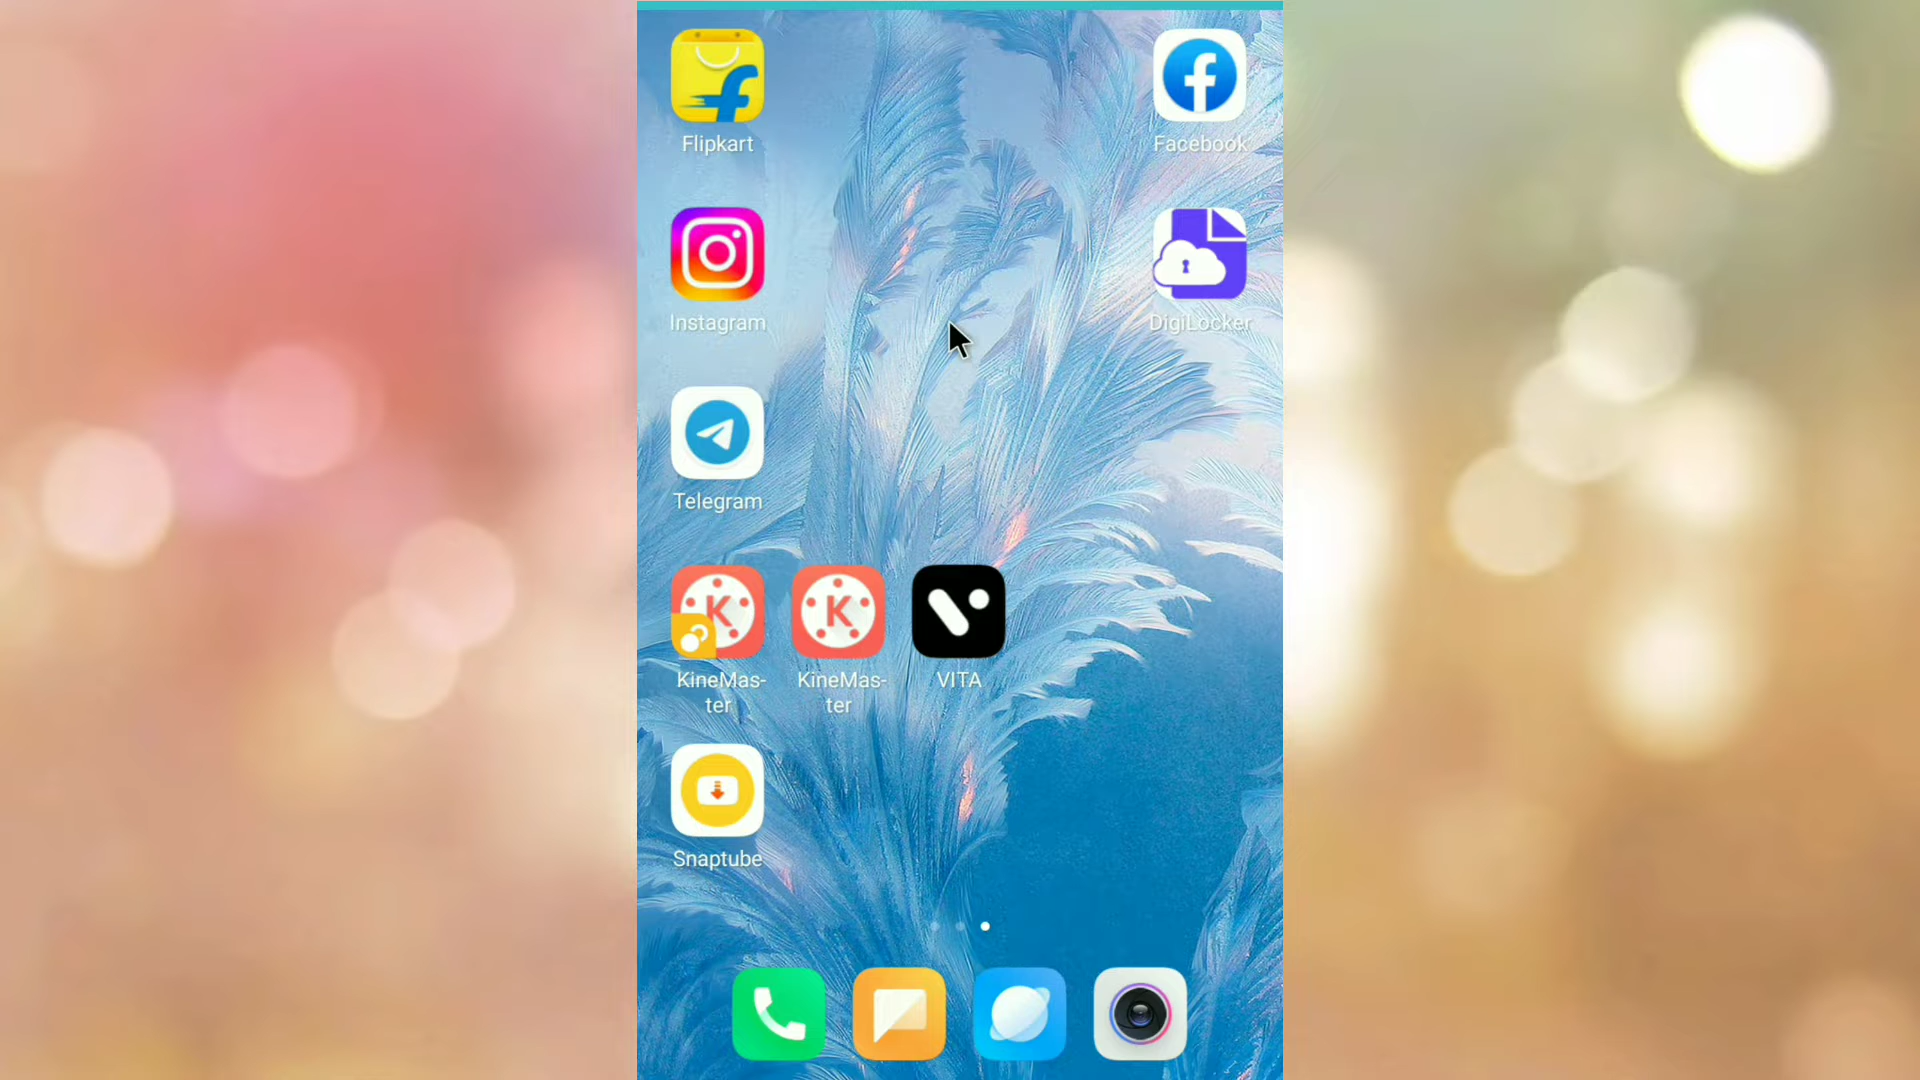 Flipkart
Facebook
Instagram
DigiLocker
Telegram
KineMas-
ter
KineMas-
ter
VITA
Snaptube